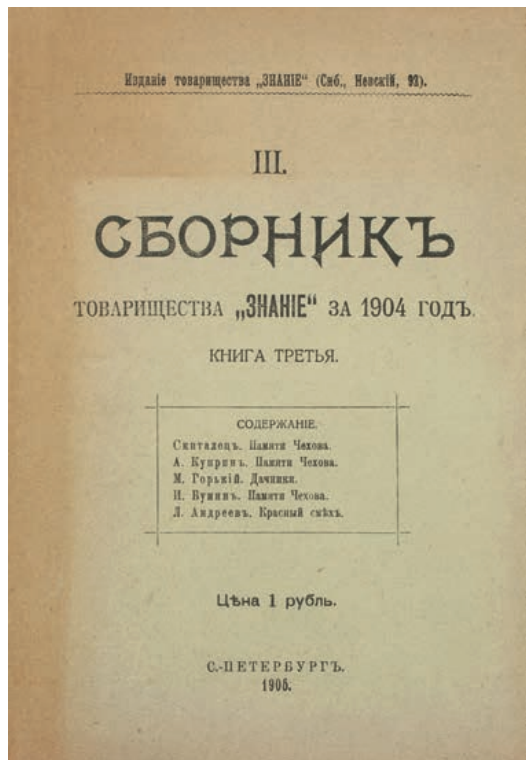 Изданіе товарищества „ЗНАНІЕ“ (Спб., Невскій, 92).
III.
СБОРНИКЪ
ТОВАРИЩЕСТВА „ЗНАНІЕ“ ЗА 1904 ГОДЪ.
КНИГА ТРЕТЬЯ.
СОДЕРЖАНІЕ.
Скиталецъ. Памяти Чехова.
А. Купринъ. Памяти Чехова.
М. Горькій. Дачники.
И. Бунинъ. Памяти Чехова.
Л. Андреевъ. Красный смѣхъ.
Цѣна 1 рубль.
С.-ПЕТЕРБУРГЪ.
1905.